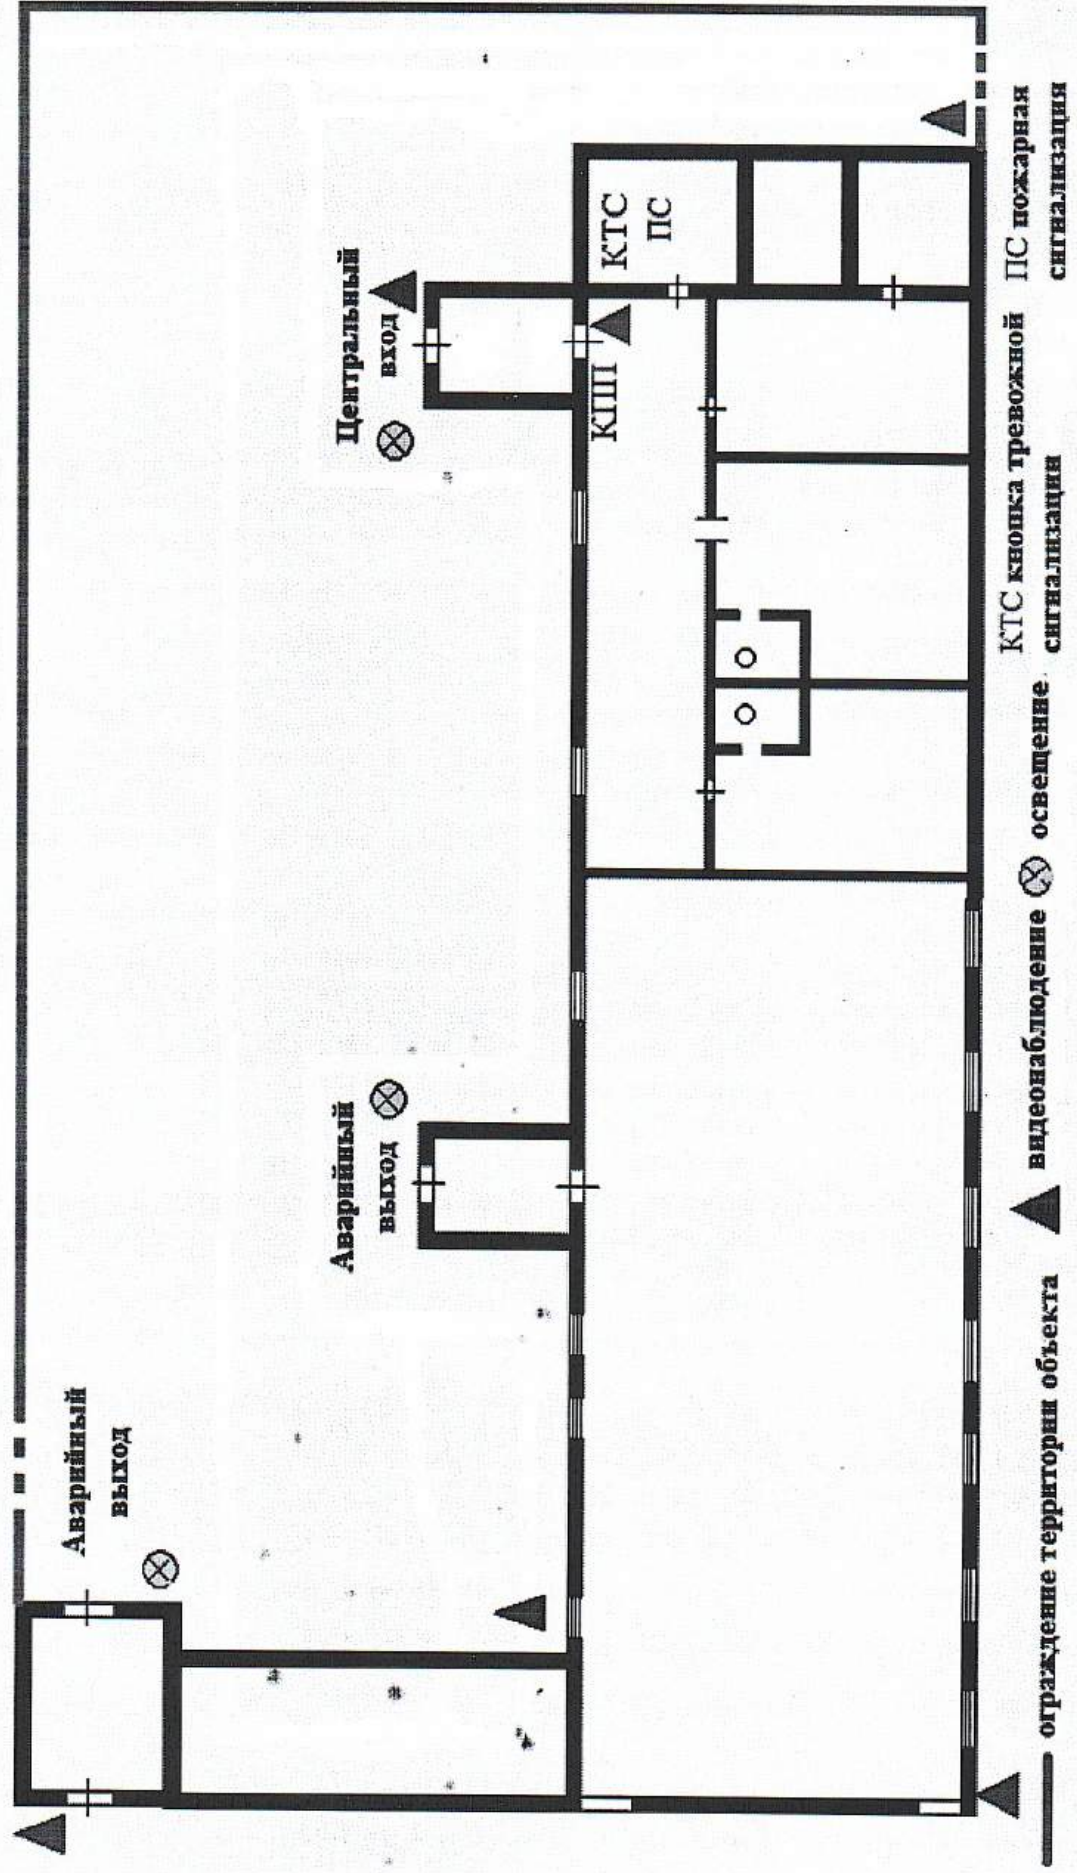 Аварийный
выход
Аварийный
выход
Центральный
вход
КПП
КТС
ПС
ограждение территории объекта
видеонаблюдение
освещение
КТС кнопка тревожной
сигнализации
ПС пожарная
сигнализация